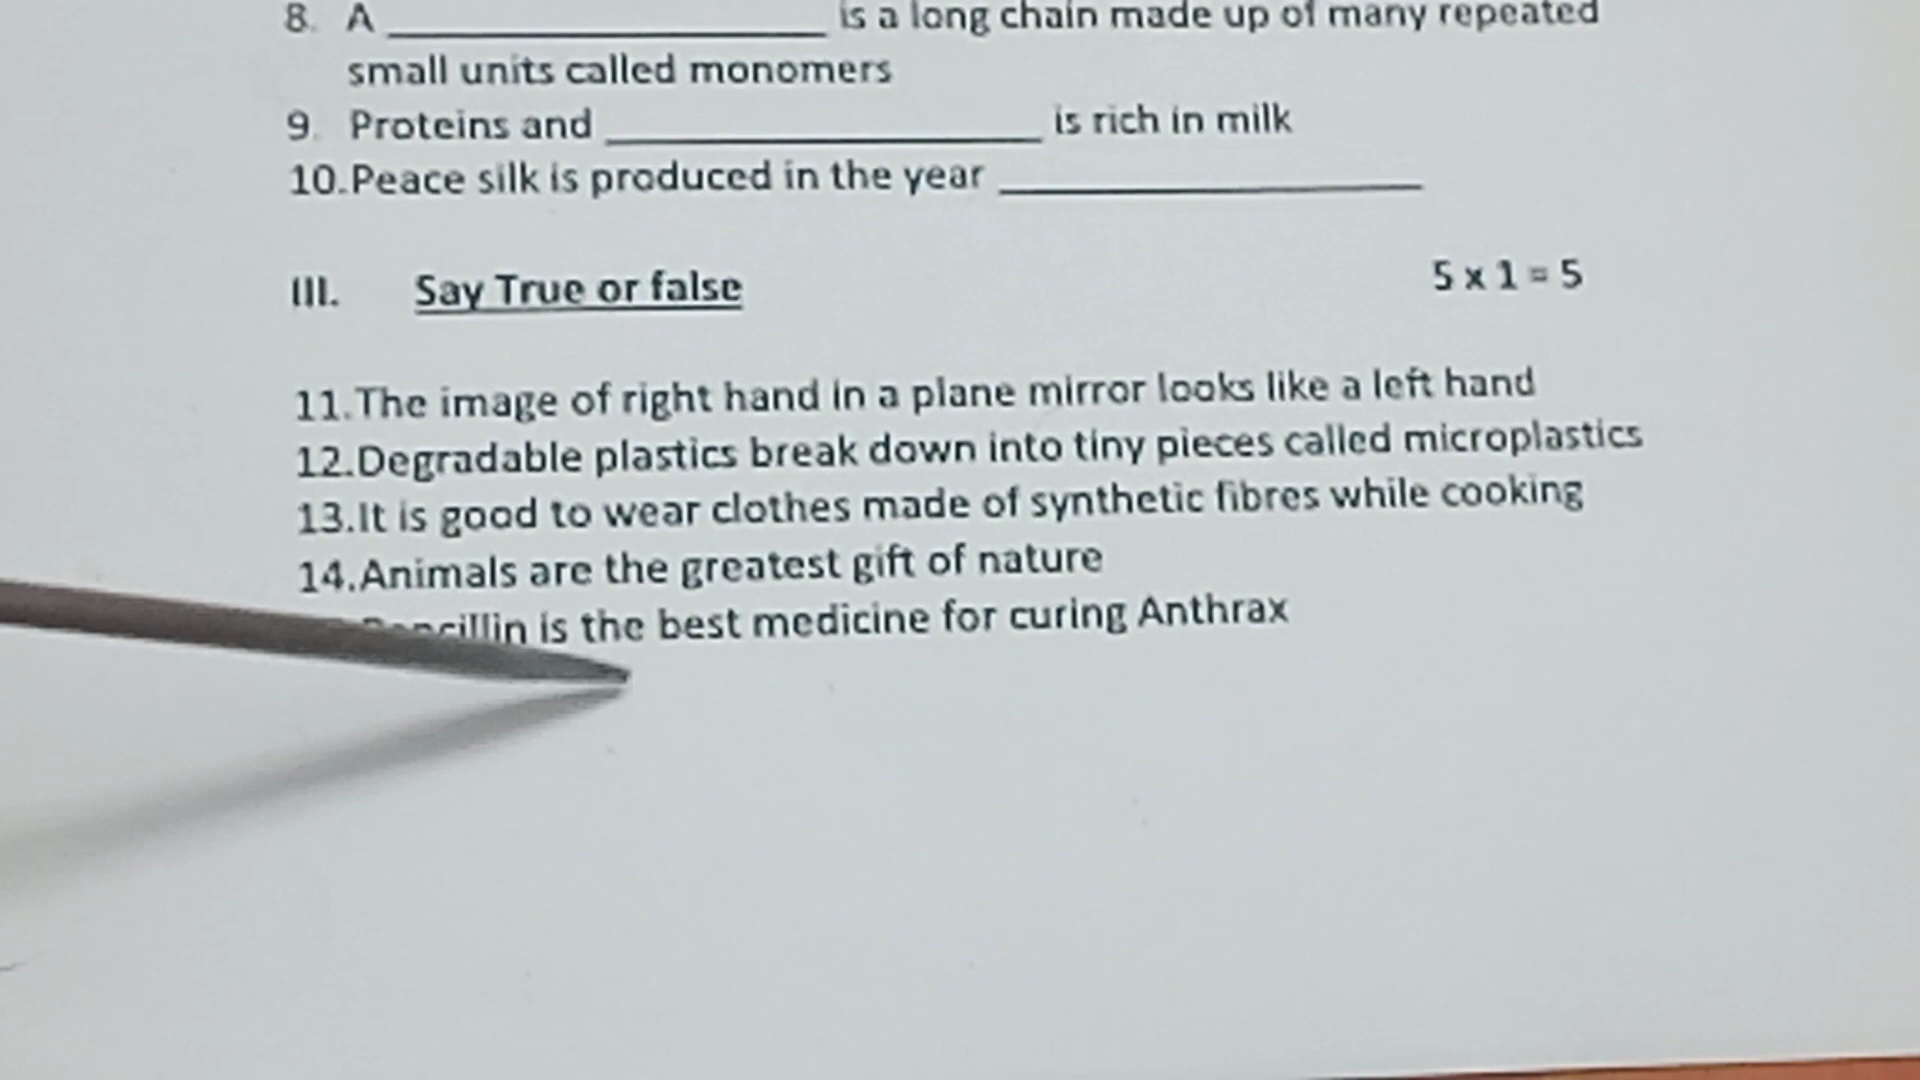 8. A ____________ is a long chain made up of many repeated
small units called monomers
9. Proteins and ____________ is rich in milk
10.Peace silk is produced in the year ____________
III. Say True or false 5 x 1 = 5
11.The image of right hand in a plane mirror looks like a left hand
12.Degradable plastics break down into tiny pieces called microplastics
13.It is good to wear clothes made of synthetic fibres while cooking
14.Animals are the greatest gift of nature
is the best medicine for curing Anthrax